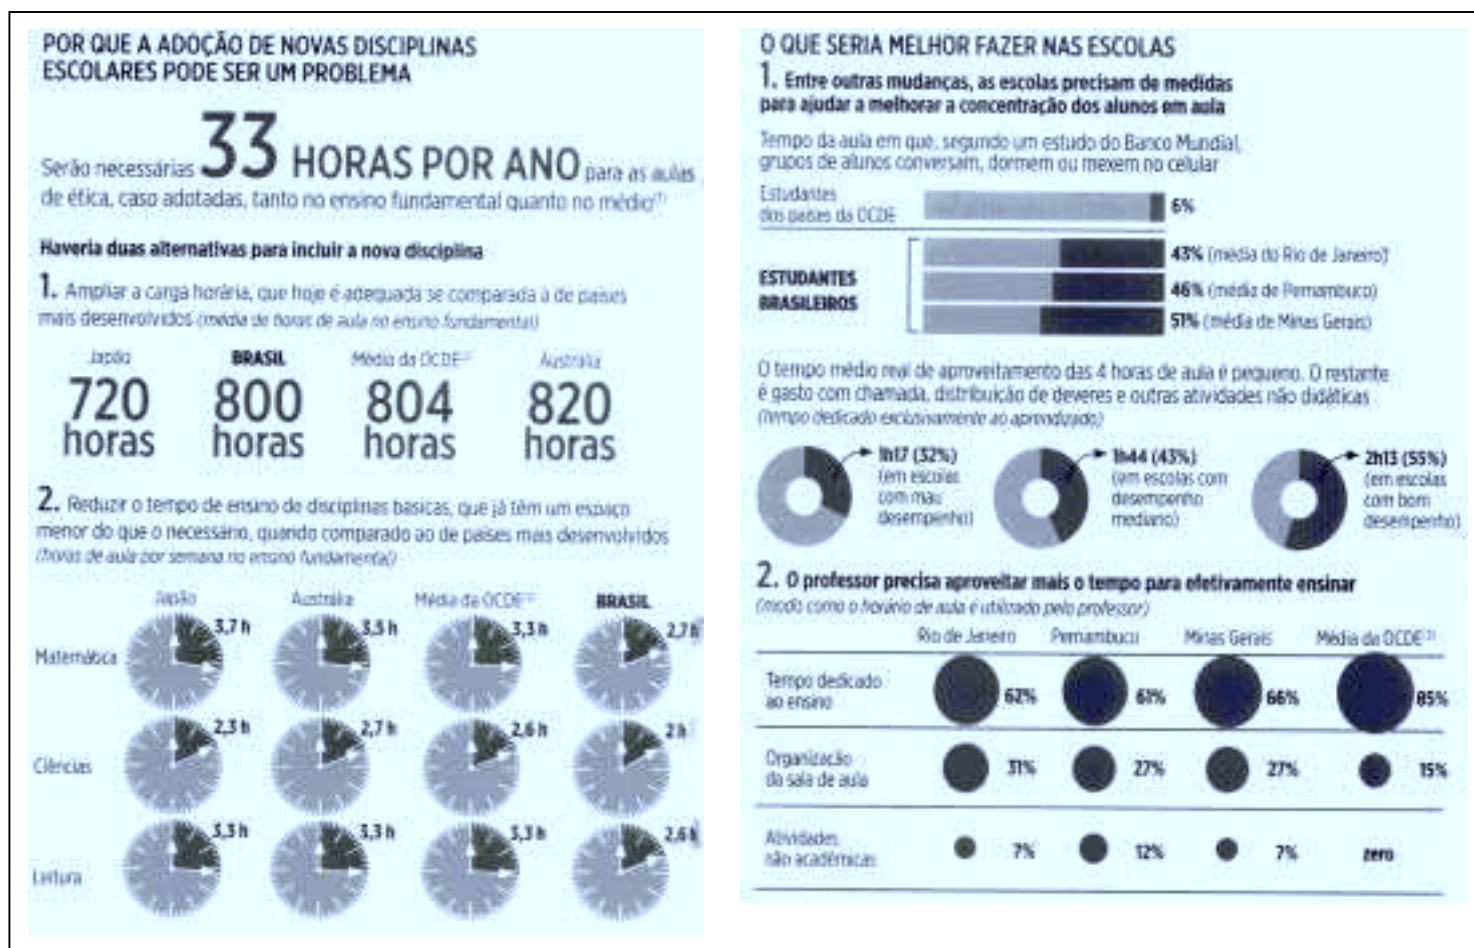 POR QUE A ADOÇÃO DE NOVAS DISCIPLINAS
ESCOLARES PODE SER UM PROBLEMA
Serão necessárias 33 HORAS POR ANO para as aulas
de ética, caso adotadas, tanto no ensino fundamental quanto no médio⁽¹⁾
Haveria duas alternativas para incluir a nova disciplina
1. Ampliar a carga horária, que hoje é adequada se comparada à de países
mais desenvolvidos (média de horas de aula no ensino fundamental)
Japão BRASIL Média da OCDE⁽²⁾ Austrália
720 800 804 820
horas horas horas horas
2. Reduzir o tempo de ensino de disciplinas básicas, que já têm um espaço
menor do que o necessário, quando comparado ao de países mais desenvolvidos
(horas de aula por semana no ensino fundamental)
Japão Austrália Média da OCDE⁽²⁾ BRASIL
Matemática 3,7 h 3,3 h 2,7 h
Ciências 2,3 h 2,7 h 2,6 h 2 h
Leitura 3,3 h 3,3 h 3,3 h 2,6 h
O QUE SERIA MELHOR FAZER NAS ESCOLAS
1. Entre outras mudanças, as escolas precisam de medidas
para ajudar a melhorar a concentração dos alunos em aula
Tempo da aula em que, segundo um estudo do Banco Mundial,
grupos de alunos conversam, dormem ou mexem no celular
Estudantes
dos países da OCDE 6%
ESTUDANTES
BRASILEIROS
43% (média do Rio de Janeiro)
46% (média de Pernambuco)
51% (média de Minas Gerais)
O tempo médio real de aproveitamento das 4 horas de aula é pequeno. O restante
é gasto com chamada, distribuição de deveres e outras atividades não didáticas
(tempo dedicado exclusivamente ao aprendizado)
1h17 (32%)
(em escolas
com mau
desempenho)
1h44 (43%)
(em escolas com
desempenho
mediano)
2h13 (55%)
(em escolas
com bom
desempenho)
2. O professor precisa aproveitar mais o tempo para efetivamente ensinar
(modo como o horário de aula é utilizado pelo professor)
Rio de Janeiro Pernambuco Minas Gerais Média da OCDE
Tempo dedicado
ao ensino 62% 61% 66% 85%
Organização
da sala de aula 31% 27% 27% 15%
Atividades
não acadêmicas 7% 12% 7% zero